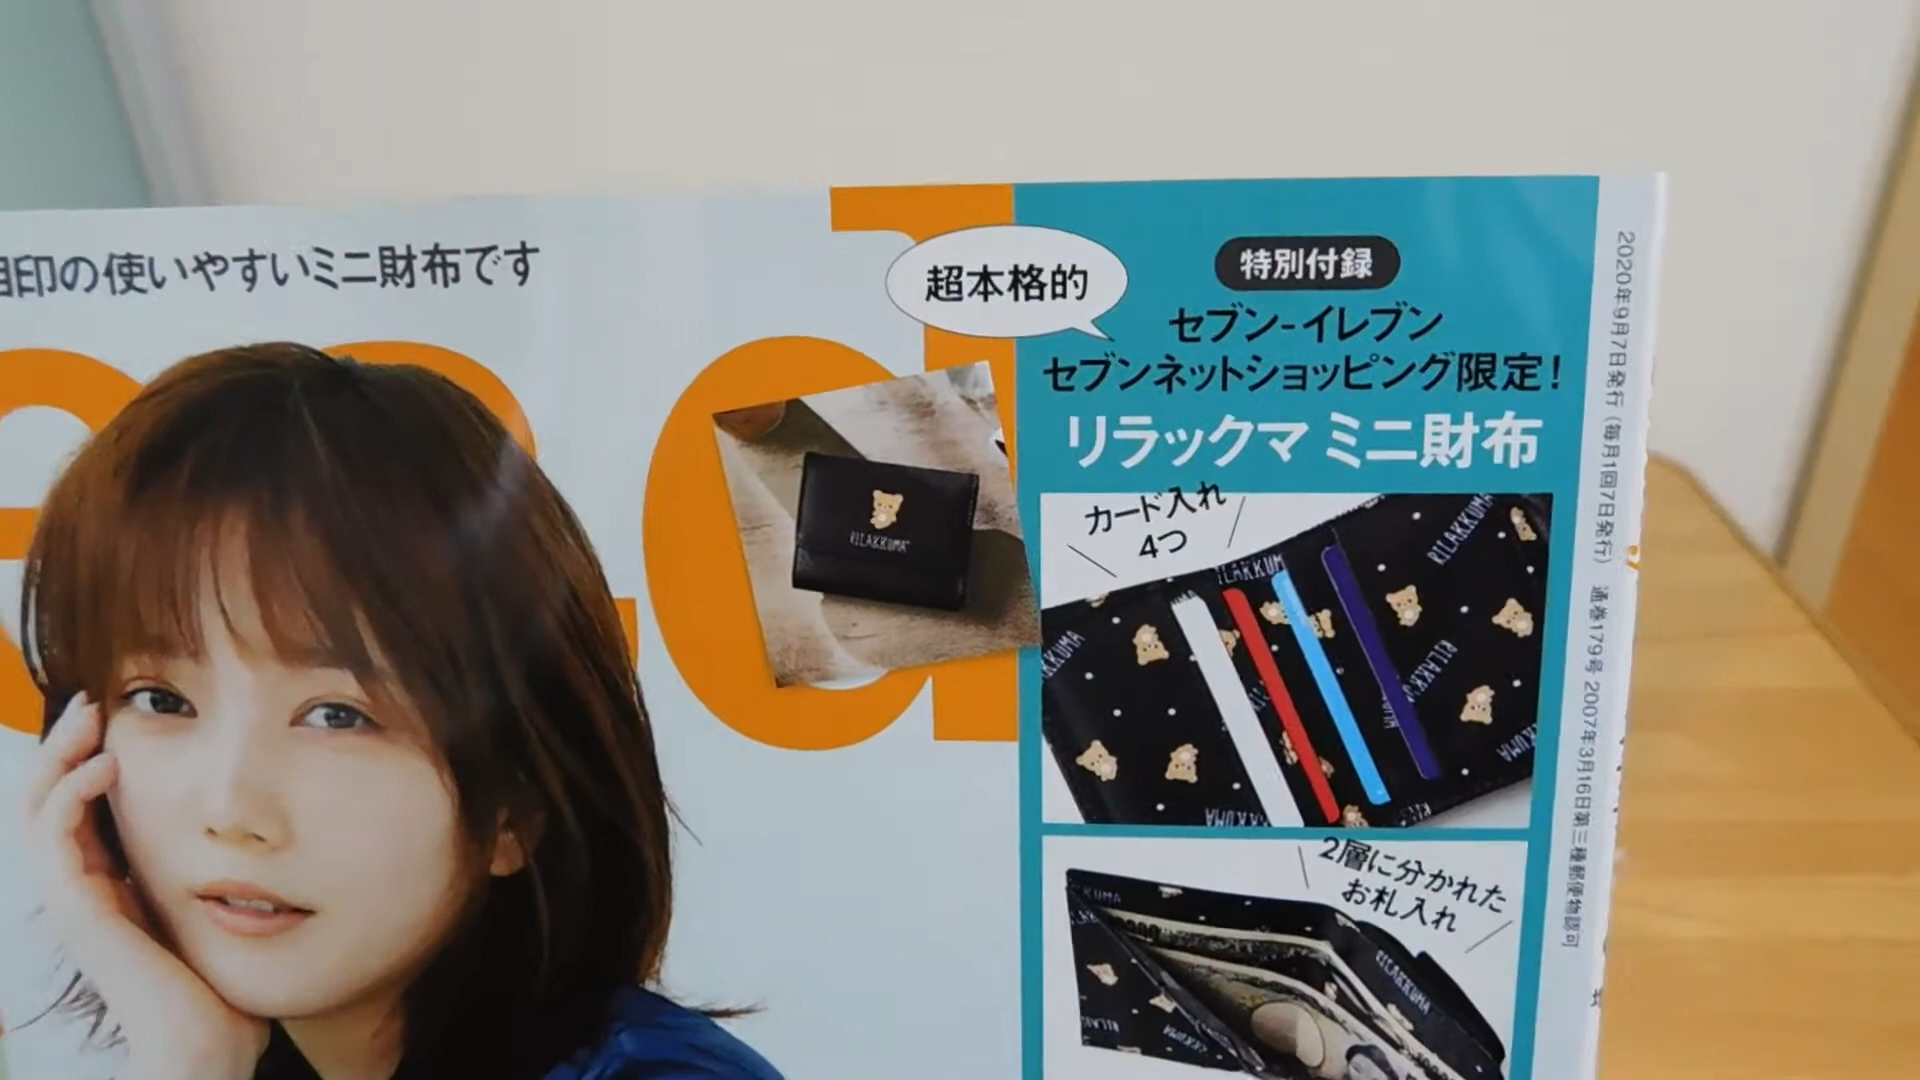 印の使いやすいミニ財布です
超本格的
特別付録
セブン-イレブン
セブンネットショッピング限定!
リラックマ ミニ財布
RILAKKUMA
カード入れ
4つ
RILAKKUMA
2層に分かれた
お札入れ
RILAKKUMA
2020年9月7日発行(毎月1回7日発行) 通巻179号 2007年3月16日第三種郵便物認可